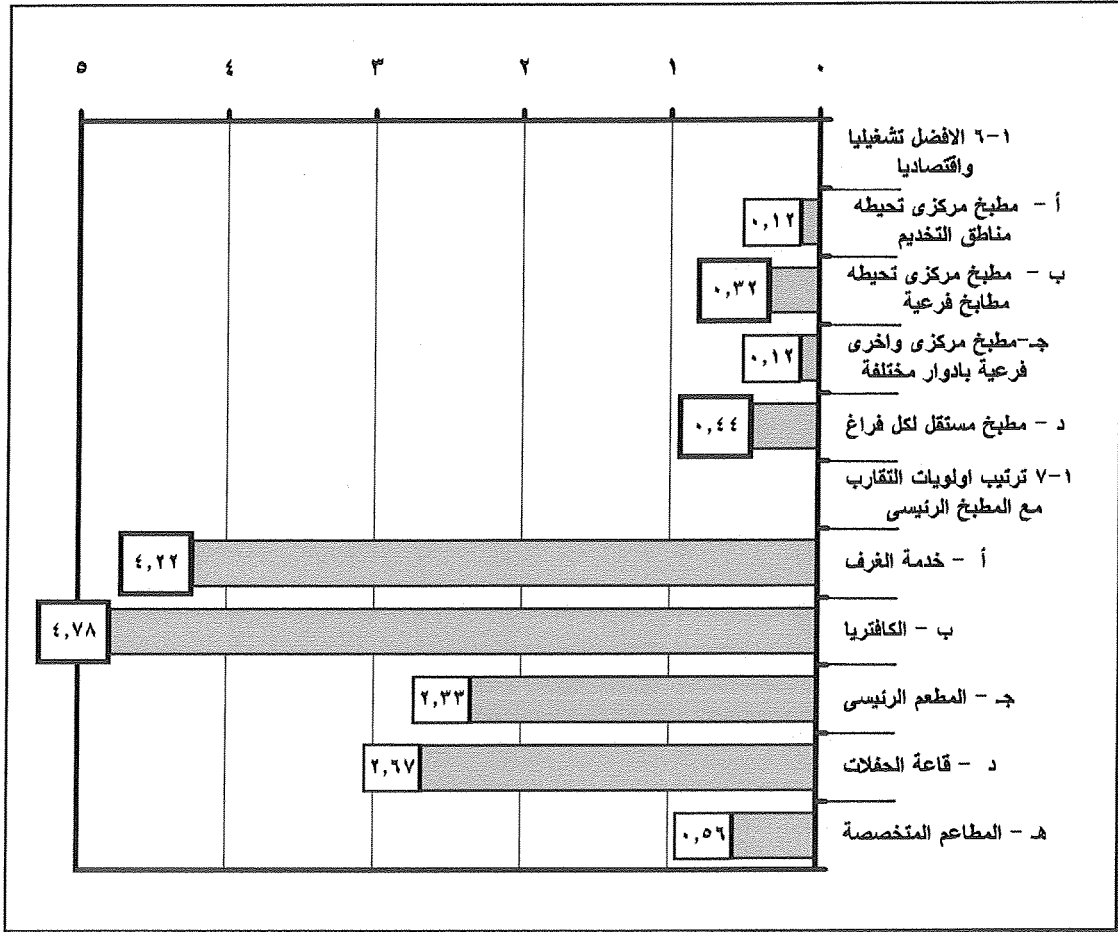 ٠ ١ ٢ ٣ ٤ ٥
١-٦ الافضل تشغيليا
واقتصاديا
أ - مطبخ مركزى تحيطه
مناطق التخديم
٠,١٢
ب - مطبخ مركزى تحيطه
مطابخ فرعية
٠,٣٢
جـ-مطبخ مركزى واخرى
فرعية بادوار مختلفة
٠,١٢
د - مطبخ مستقل لكل فراغ
٠,٤٤
١-٧ ترتيب اولويات التقارب
مع المطبخ الرئيسى
أ - خدمة الغرف
٤,٢٢
ب - الكافتريا
٤,٧٨
جـ - المطعم الرئيسى
٢,٣٣
د - قاعة الحفلات
٢,٦٧
هـ - المطاعم المتخصصة
٠,٥٦